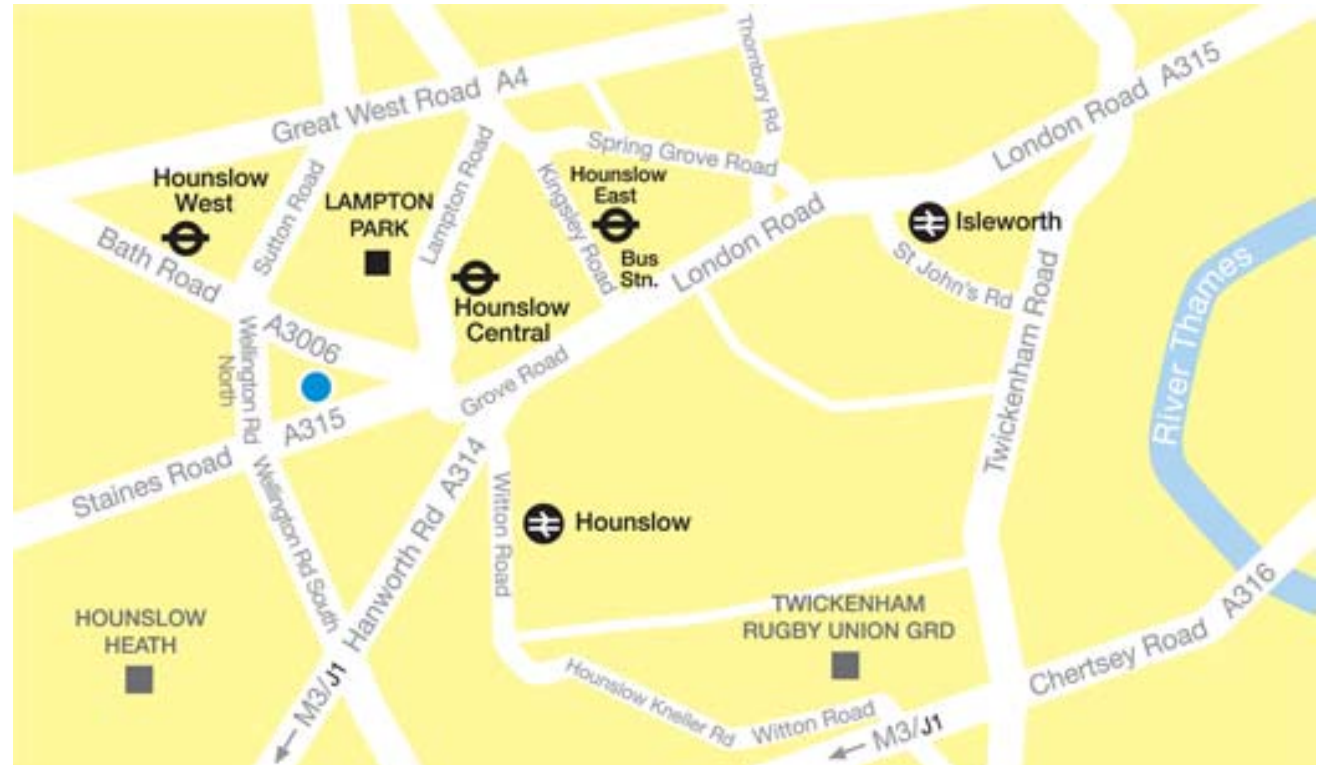 Great West Road A4
Thornbury Rd
London Road A315
Spring Grove Road
Hounslow
West
Sutton Road
LAMPTON
PARK
Lampton Road
Kingsley Road
Hounslow
East
Bus
Stn.
London Road
Isleworth
St John's Rd
Bath Road
A3006
Hounslow
Central
Twickenham Road
River Thames
Wellington Rd
North
Grove Road
A315
Staines Road
Wellington Rd South
Hanworth Rd A314
Witton Road
Hounslow
HOUNSLOW
HEATH
TWICKENHAM
RUGBY UNION GRD
Chertsey Road A316
Hounslow Kneller Rd
Witton Road
M3/J1
M3/J1